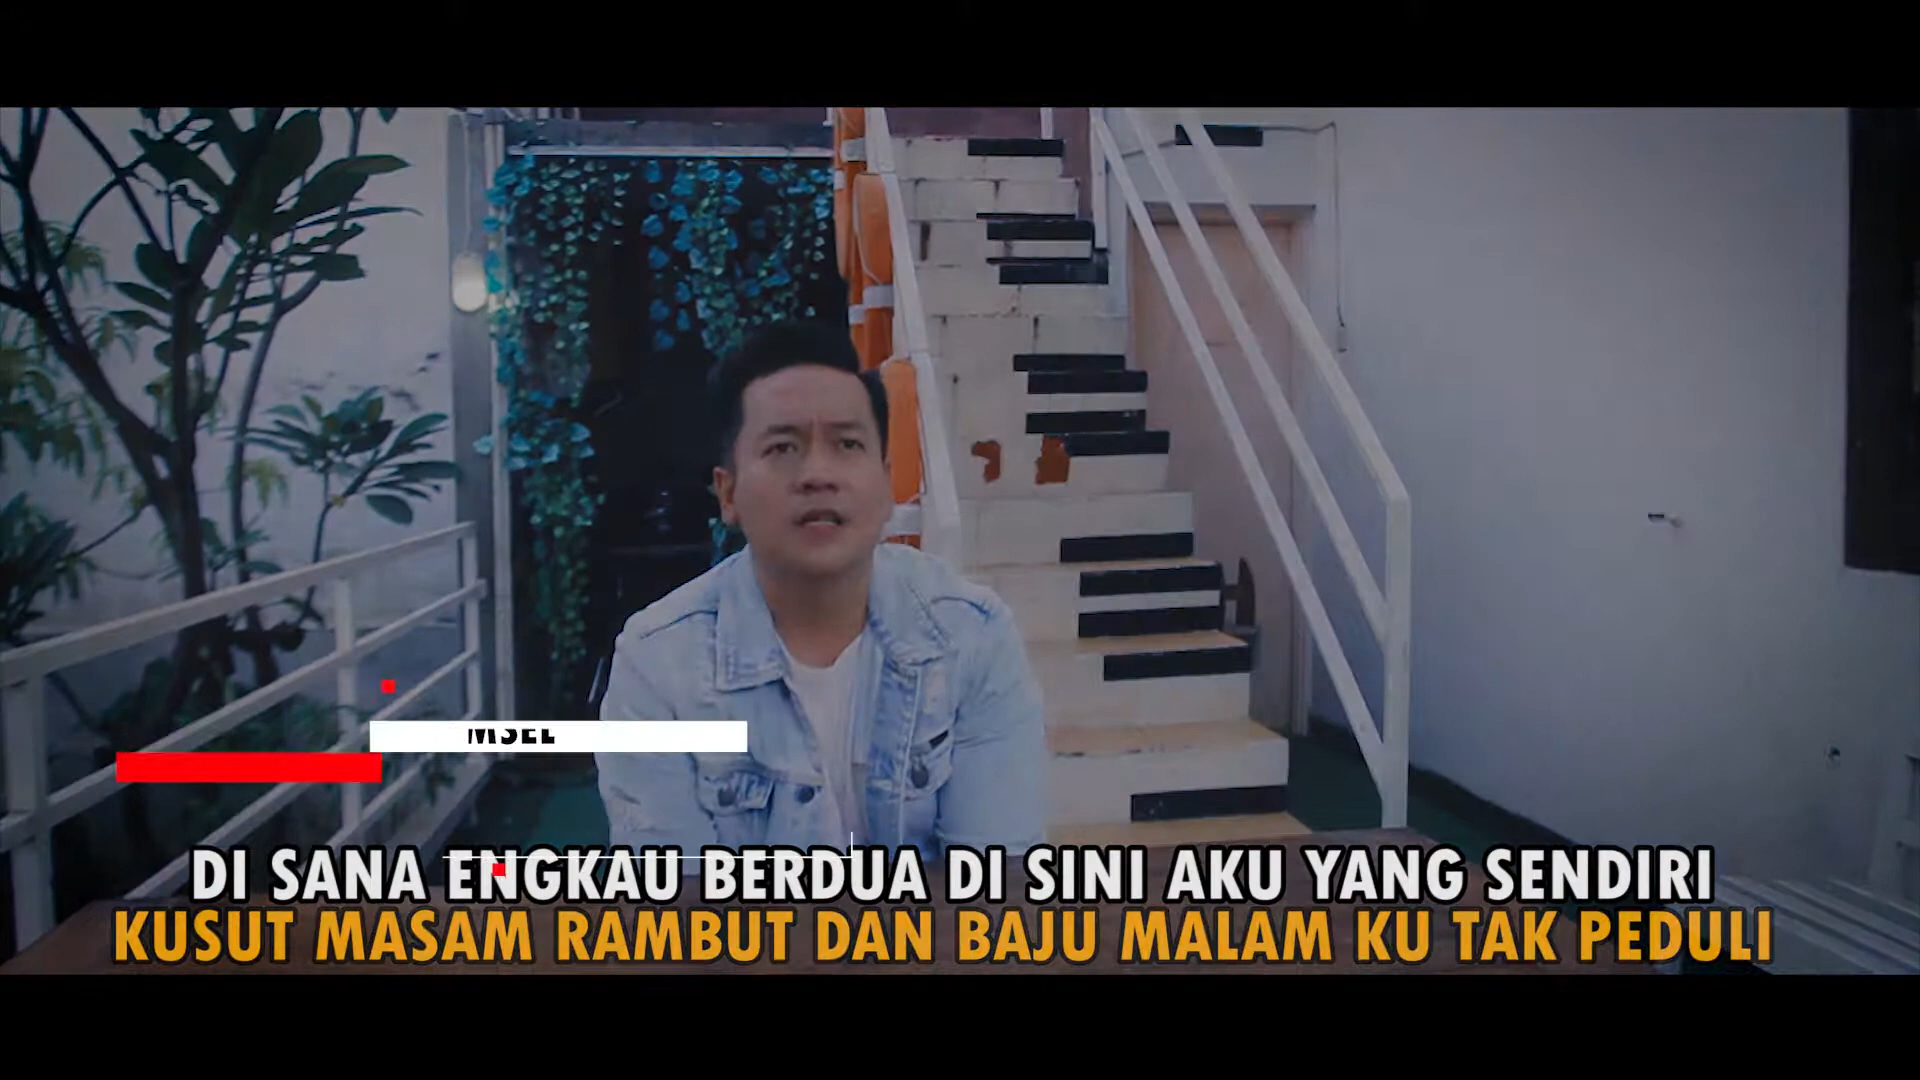 DI SANA ENGKAU BERDUA DI SINI AKU YANG SENDIRI
KUSUT MASAM RAMBUT DAN BAJU MALAM KU TAK PEDULI